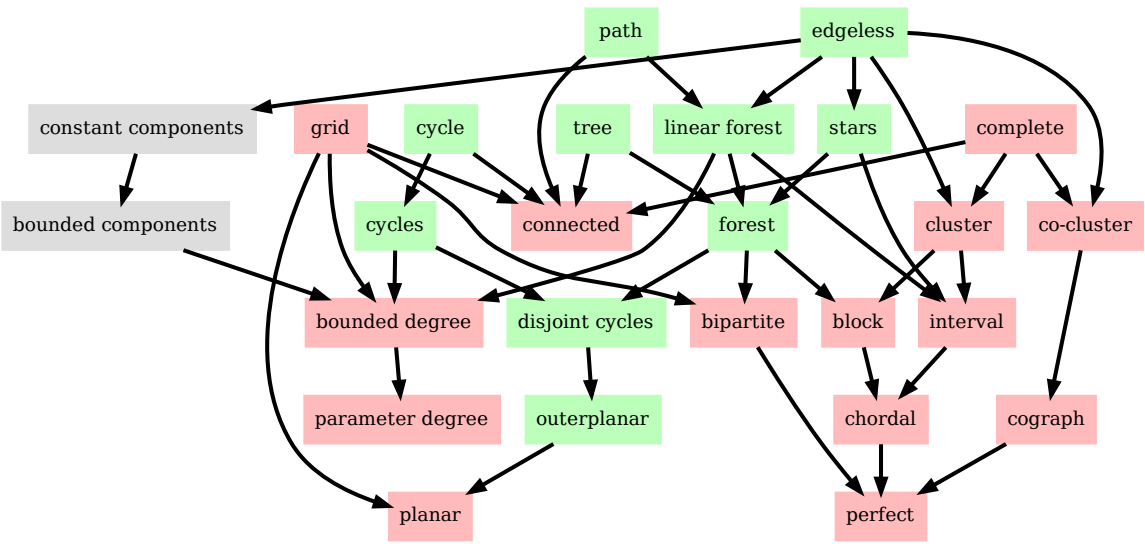 path
edgeless
constant components
grid
cycle
tree
linear forest
stars
complete
bounded components
cycles
connected
forest
cluster
co-cluster
bounded degree
disjoint cycles
bipartite
block
interval
parameter degree
outerplanar
chordal
cograph
planar
perfect